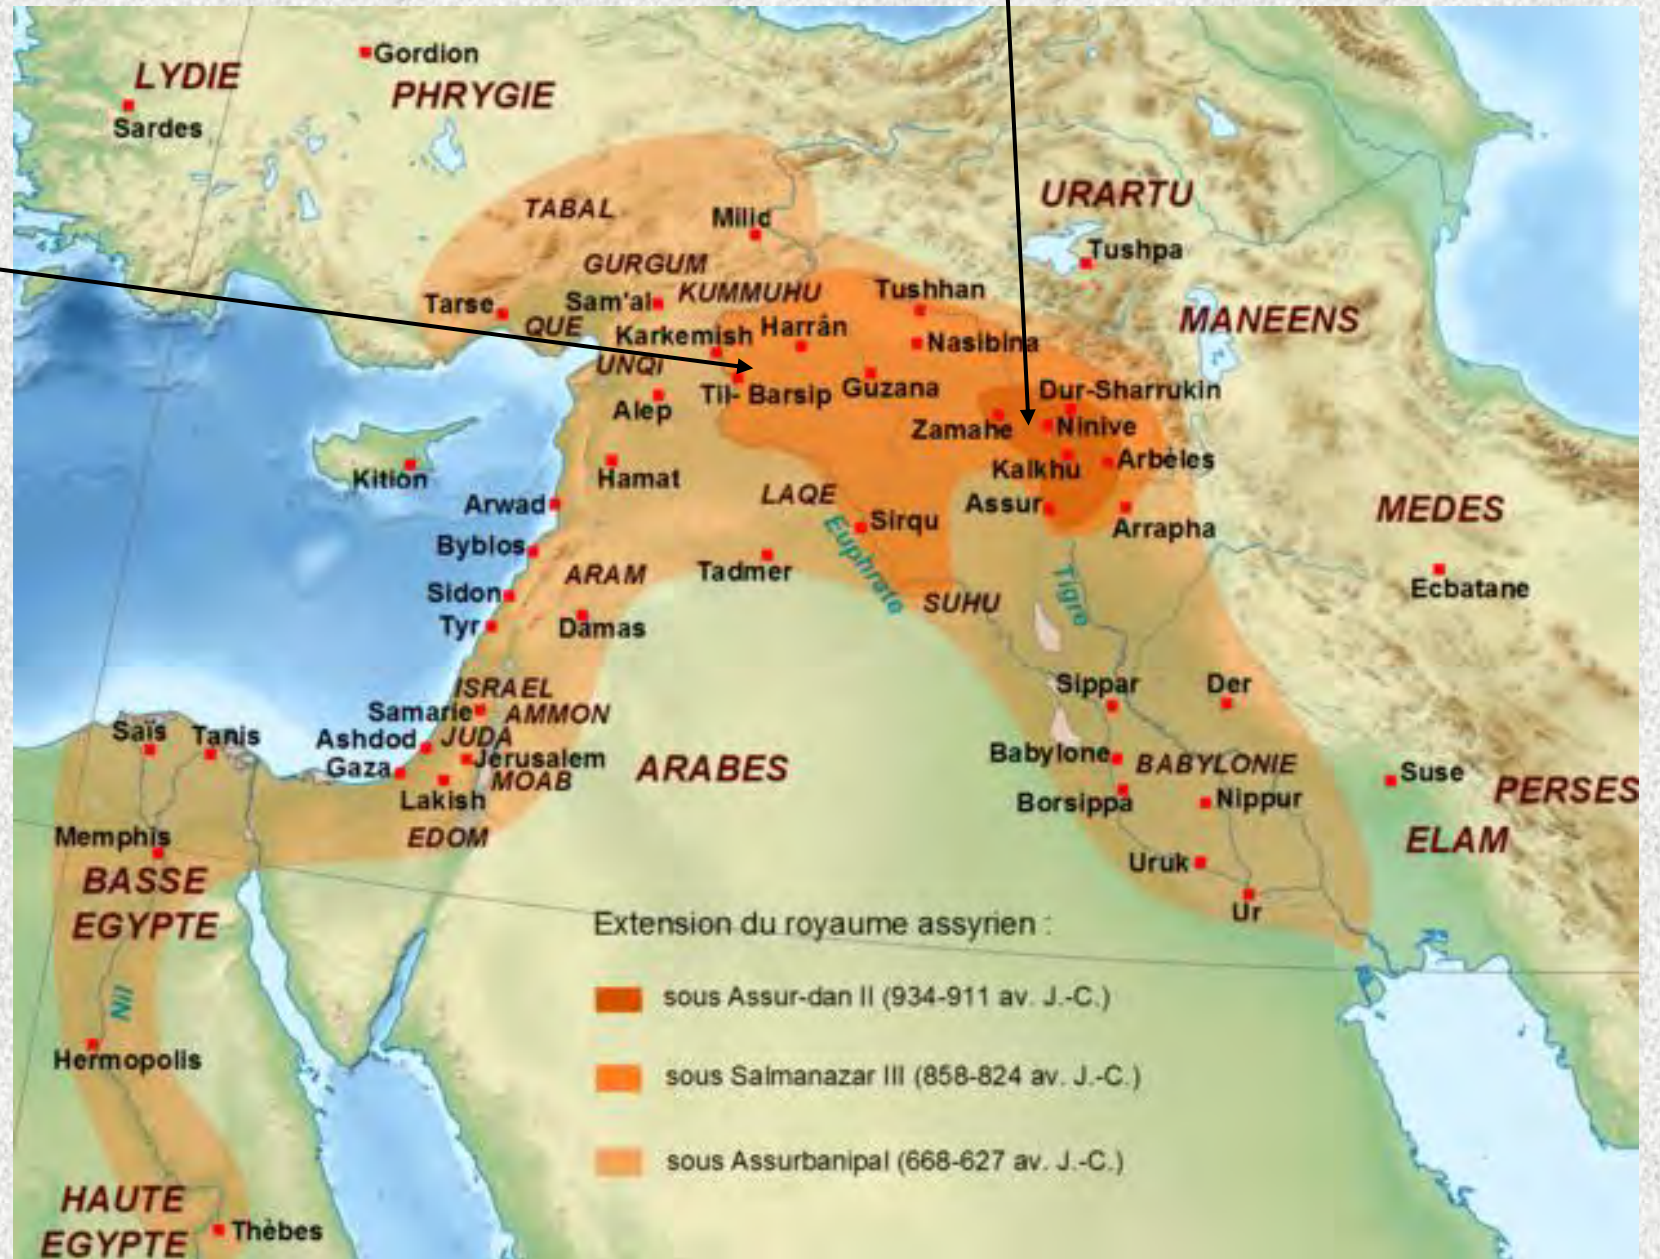 Gordion
LYDIE
PHRYGIE
Sardes
URARTU
TABAL
Milid
Tushpa
GURGUM
Tushhan
KUMMUHU
Sam'al
Tarse
MANEENS
QUE
Harrân
Karkemish
Nasibina
UNQI
Guzana
Dur-Sharrukin
Til- Barsip
Alep
Zamahe
Ninive
Arbèles
Kalkhu
Kition
Hamat
LAQE
Arwad
Assur
MEDES
Sirqu
Arrapha
Byblos
Euphrate
ARAM
Tadmer
Tigre
Ecbatane
Sidon
SUHU
Tyr
Damas
ISRAEL
Sippar
Der
Samarie
AMMON
Saïs
Tanis
Ashdod
JUDA
Babylone
Jérusalem
BABYLONIE
Gaza
ARABES
Suse
MOAB
PERSES
Lakish
Borsippa
Nippur
Memphis
EDOM
ELAM
Uruk
BASSE
EGYPTE
Ur
Extension du royaume assyrien :
sous Assur-dan II (934-911 av. J.-C.)
Nil
Hermopolis
sous Salmanazar III (858-824 av. J.-C.)
sous Assurbanipal (668-627 av. J.-C.)
HAUTE
EGYPTE
Thèbes